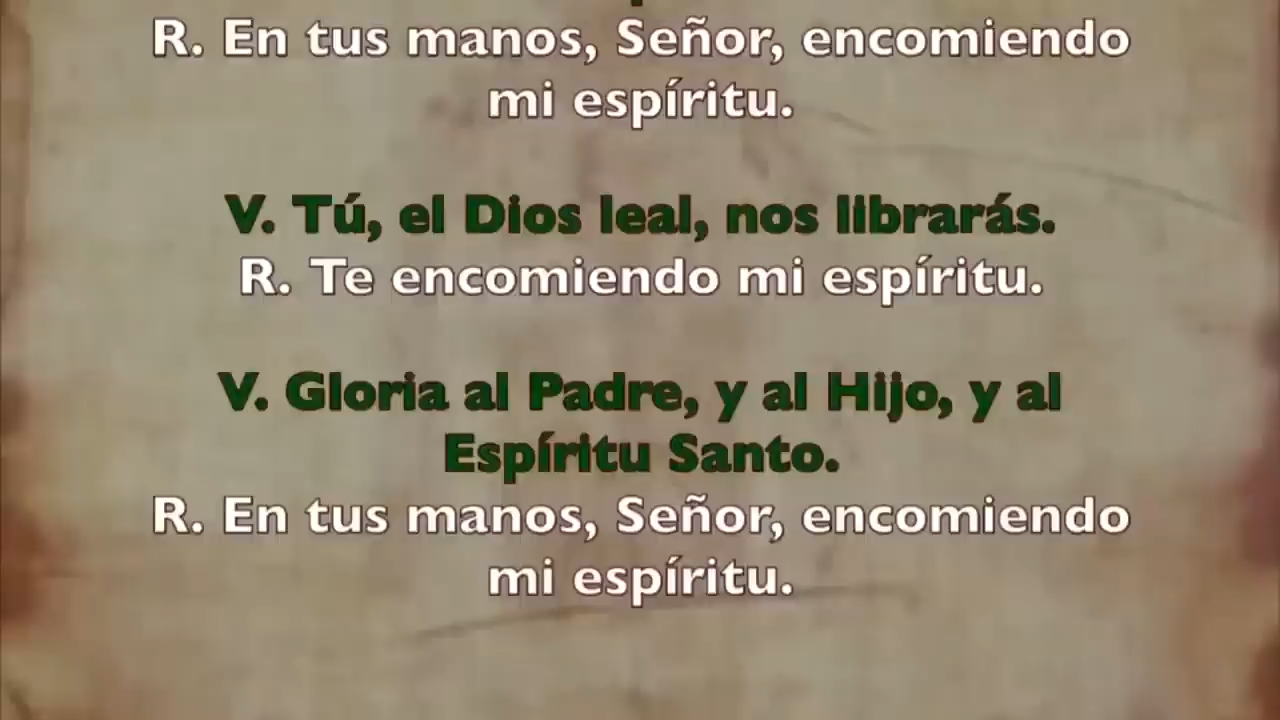 R. En tus manos, Señor, encomiendo
mi espíritu.
V. Tú, el Dios leal, nos librarás.
R. Te encomiendo mi espíritu.
V. Gloria al Padre, y al Hijo, y al
Espíritu Santo.
R. En tus manos, Señor, encomiendo
mi espíritu.